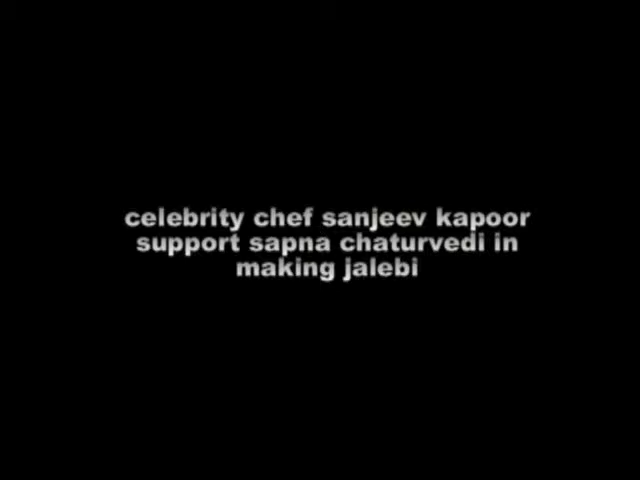 celebrity chef sanjeev kapoor
support sapna chaturvedi in
making jalebi